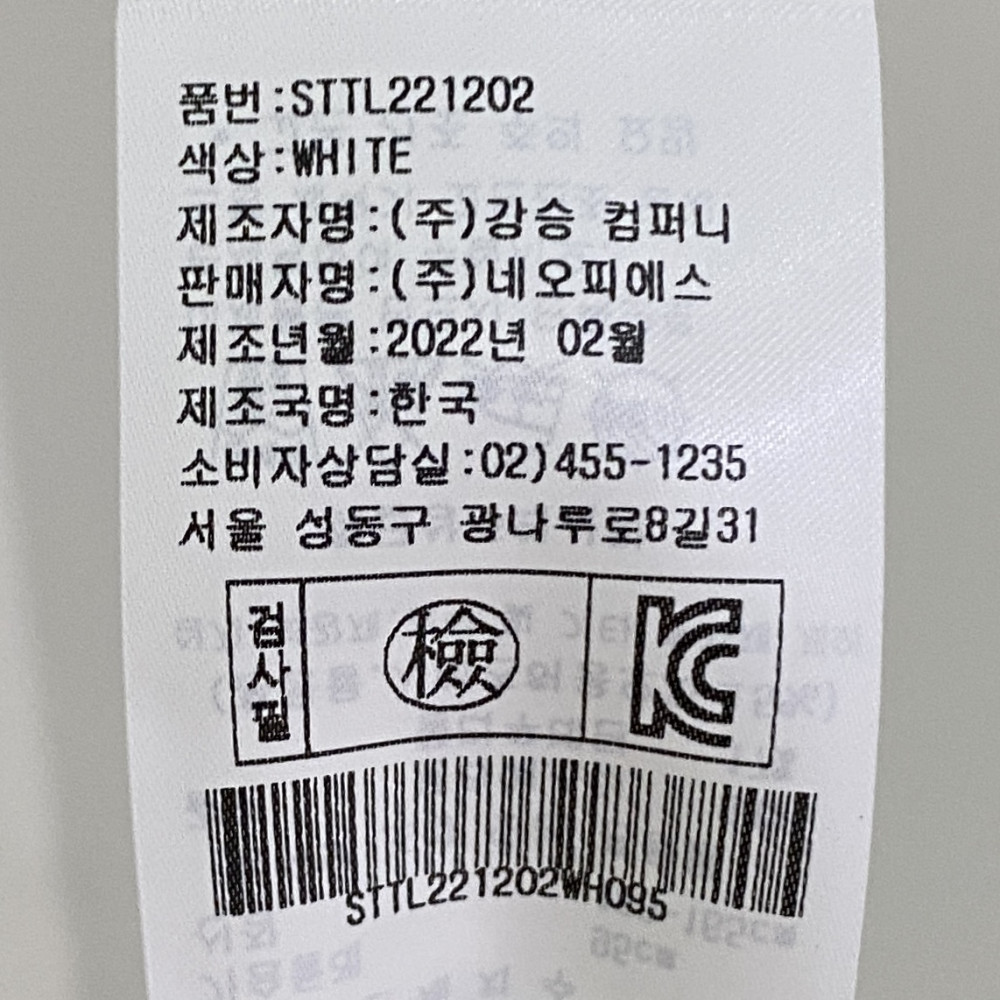 품번:STTL221202
색상:WHITE
제조자명:(주)강승 컴퍼니
판매자명:(주)네오피에스
제조년월:2022년 02월
제조국명:한국
소비자상담실:02)455-1235
서울 성동구 광나루로8길31
검사필
檢
KC
STTL221202WH095